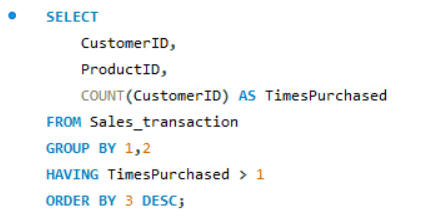 SELECT
CustomerID,
ProductID,
COUNT(CustomerID) AS TimesPurchased
FROM Sales_transaction
GROUP BY 1,2
HAVING TimesPurchased > 1
ORDER BY 3 DESC;